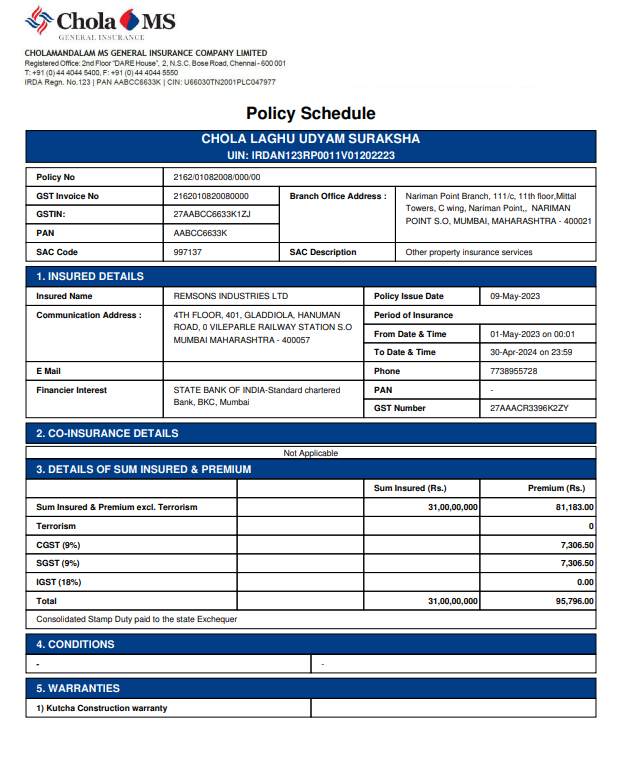 Chola MS
GENERAL INSURANCE
CHOLAMANDALAM MS GENERAL INSURANCE COMPANY LIMITED
Registered Office: 2nd Floor "DARE House", 2, N.S.C. Bose Road, Chennai - 600 001
T: +91 (0) 44 4044 5400, F: +91 (0) 44 4044 5550
IRDA Regn. No.123 | PAN AABCC6633K | CIN: U66030TN2001PLC047977
Policy Schedule
CHOLA LAGHU UDYAM SURAKSHA
UIN: IRDAN123RP0011V01202223
Policy No 2162/01082008/000/00
GST Invoice No 2162010820080000
GSTIN: 27AABCC6633K1ZJ
PAN AABCC6633K
Branch Office Address : Nariman Point Branch, 111/c, 11th floor,Mittal
Towers, C wing, Nariman Point,, NARIMAN
POINT S.O, MUMBAI, MAHARASHTRA - 400021
SAC Code 997137 SAC Description Other property insurance services
1. INSURED DETAILS
Insured Name REMSONS INDUSTRIES LTD Policy Issue Date 09-May-2023
Communication Address : 4TH FLOOR, 401, GLADDIOLA, HANUMAN
ROAD, 0 VILEPARLE RAILWAY STATION S.O
MUMBAI MAHARASHTRA - 400057
Period of Insurance
From Date & Time 01-May-2023 on 00:01
To Date & Time 30-Apr-2024 on 23:59
E Mail Phone 7738955728
Financier Interest STATE BANK OF INDIA-Standard chartered
Bank, BKC, Mumbai
PAN -
GST Number 27AAACR3396K2ZY
2. CO-INSURANCE DETAILS
Not Applicable
3. DETAILS OF SUM INSURED & PREMIUM
Sum Insured (Rs.) Premium (Rs.)
Sum Insured & Premium excl. Terrorism 31,00,00,000 81,183.00
Terrorism 0
CGST (9%) 7,306.50
SGST (9%) 7,306.50
IGST (18%) 0.00
Total 31,00,00,000 95,796.00
Consolidated Stamp Duty paid to the state Exchequer
4. CONDITIONS
- -
5. WARRANTIES
1) Kutcha Construction warranty